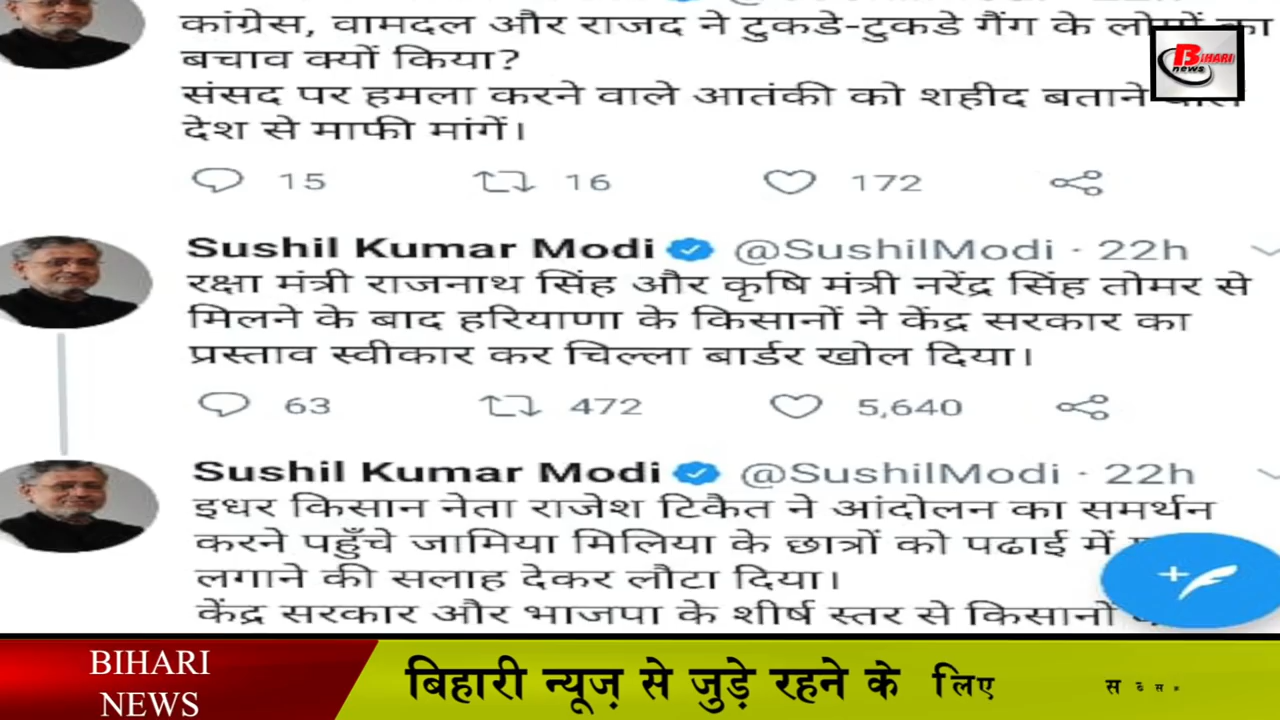 कांग्रेस, वामदल और राजद ने टुकडे-टुकडे गैंग के लोगों का
बचाव क्यों किया?
संसद पर हमला करने वाले आतंकी को शहीद बताने
देश से माफी मांगें।
15 16 172
BIHARI
news
Sushil Kumar Modi @SushilModi · 22h
रक्षा मंत्री राजनाथ सिंह और कृषि मंत्री नरेंद्र सिंह तोमर से
मिलने के बाद हरियाणा के किसानों ने केंद्र सरकार का
प्रस्ताव स्वीकार कर चिल्ला बार्डर खोल दिया।
63 472 5,640
Sushil Kumar Modi @SushilModi · 22h
इधर किसान नेता राजेश टिकैत ने आंदोलन का समर्थन
करने पहुँचे जामिया मिलिया के छात्रों को पढाई में
लगाने की सलाह देकर लौटा दिया।
केंद्र सरकार और भाजपा के शीर्ष स्तर से किसानों
BIHARI
NEWS
बिहारी न्यूज़ से जुड़े रहने के लिए